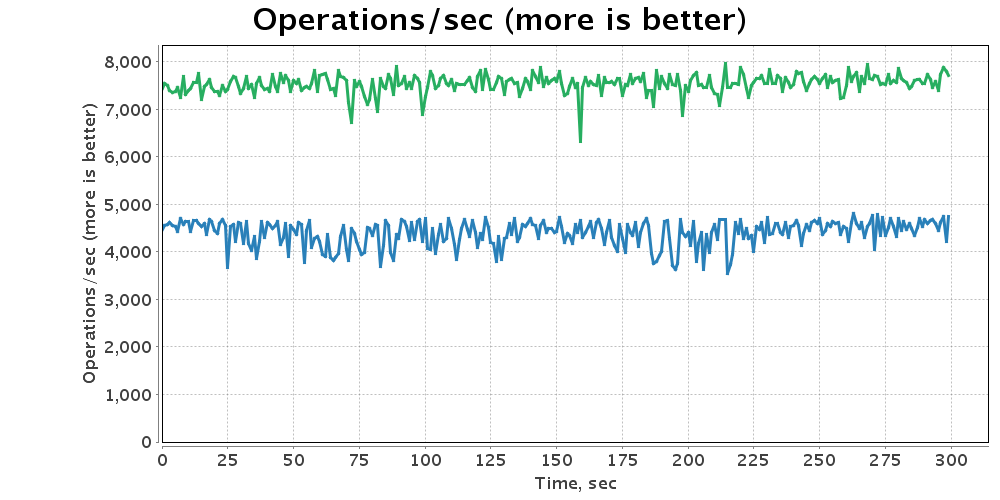 Operations/sec (more is better)
Operations/sec (more is better)
8,000
7,000
6,000
5,000
4,000
3,000
2,000
1,000
0
0 25 50 75 100 125 150 175 200 225 250 275 300
Time, sec